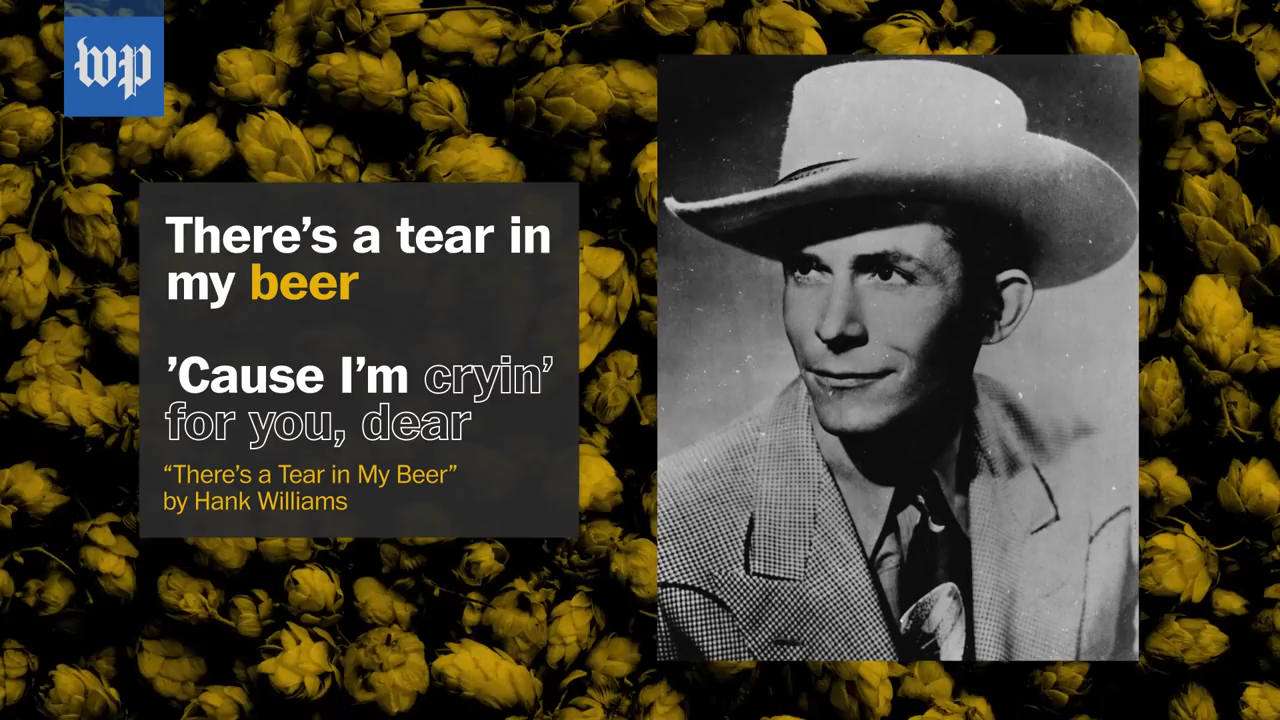 wp
There's a tear in
my beer
’Cause I’m cryin’
for you, dear
“There’s a Tear in My Beer”
by Hank Williams